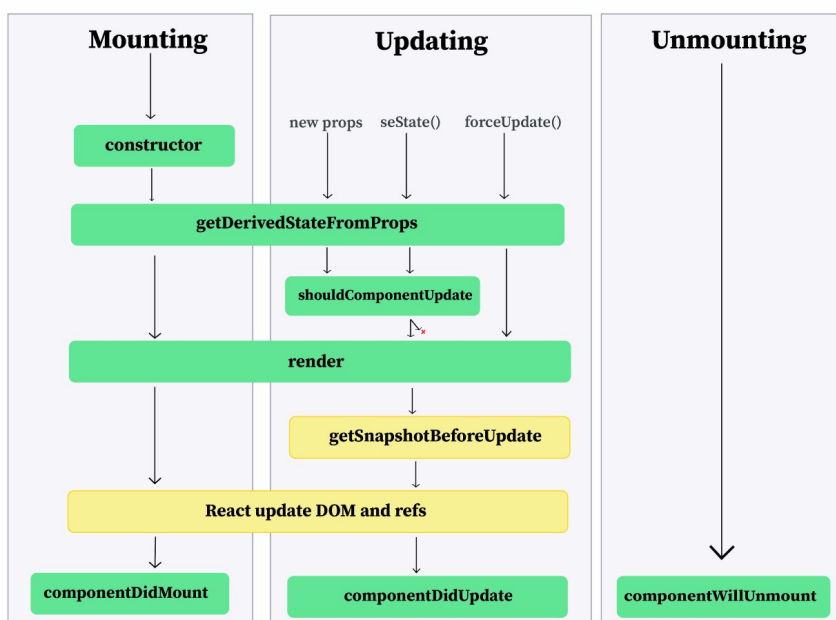 Mounting
Updating
Unmounting
new props
seState()
forceUpdate()
constructor
getDerivedStateFromProps
shouldComponentUpdate
x
render
getSnapshotBeforeUpdate
React update DOM and refs
componentDidMount
componentDidUpdate
componentWillUnmount